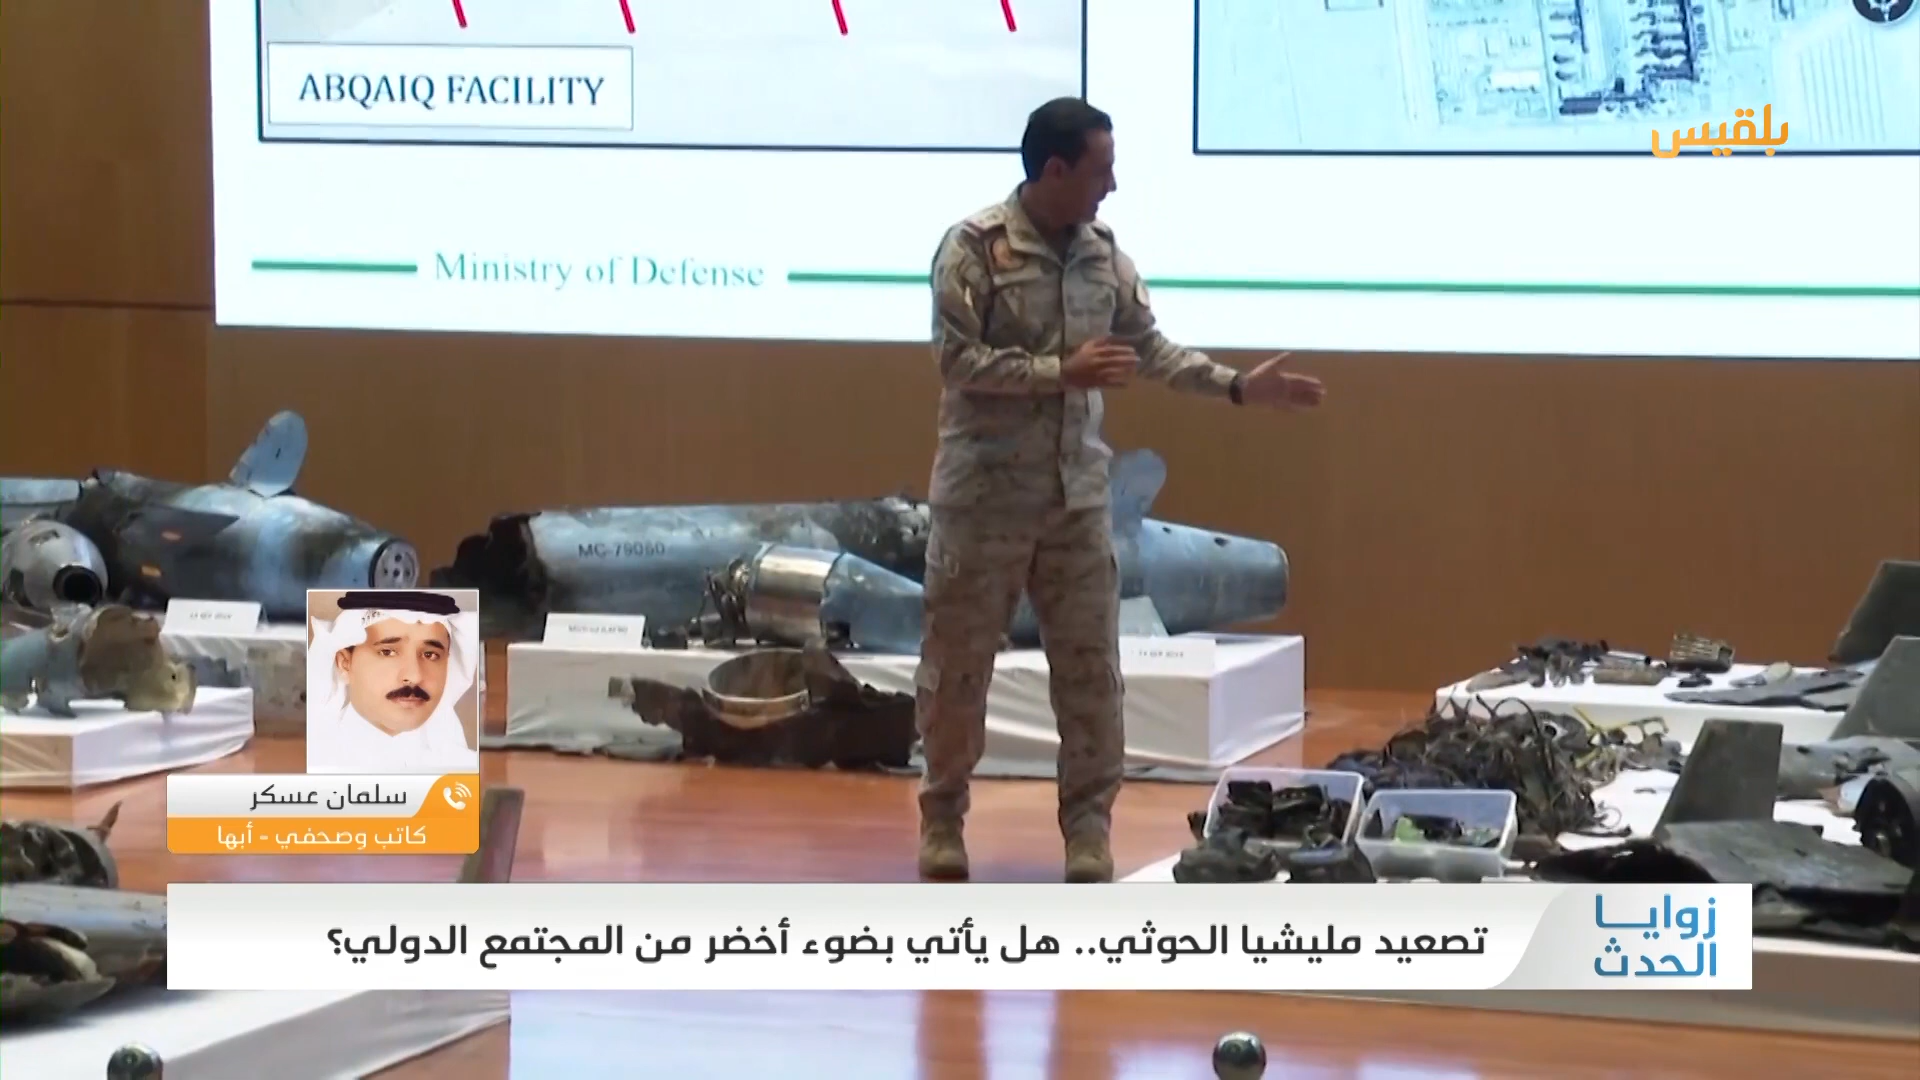 ABQAIQ FACILITY
بلقيس
Ministry of Defense
MC-79060
سلمان عسكر
كاتب وصحفي - أبها
زوايا
الحدث
تصعيد مليشيا الحوثي.. هل يأتي بضوء أخضر من المجتمع الدولي؟